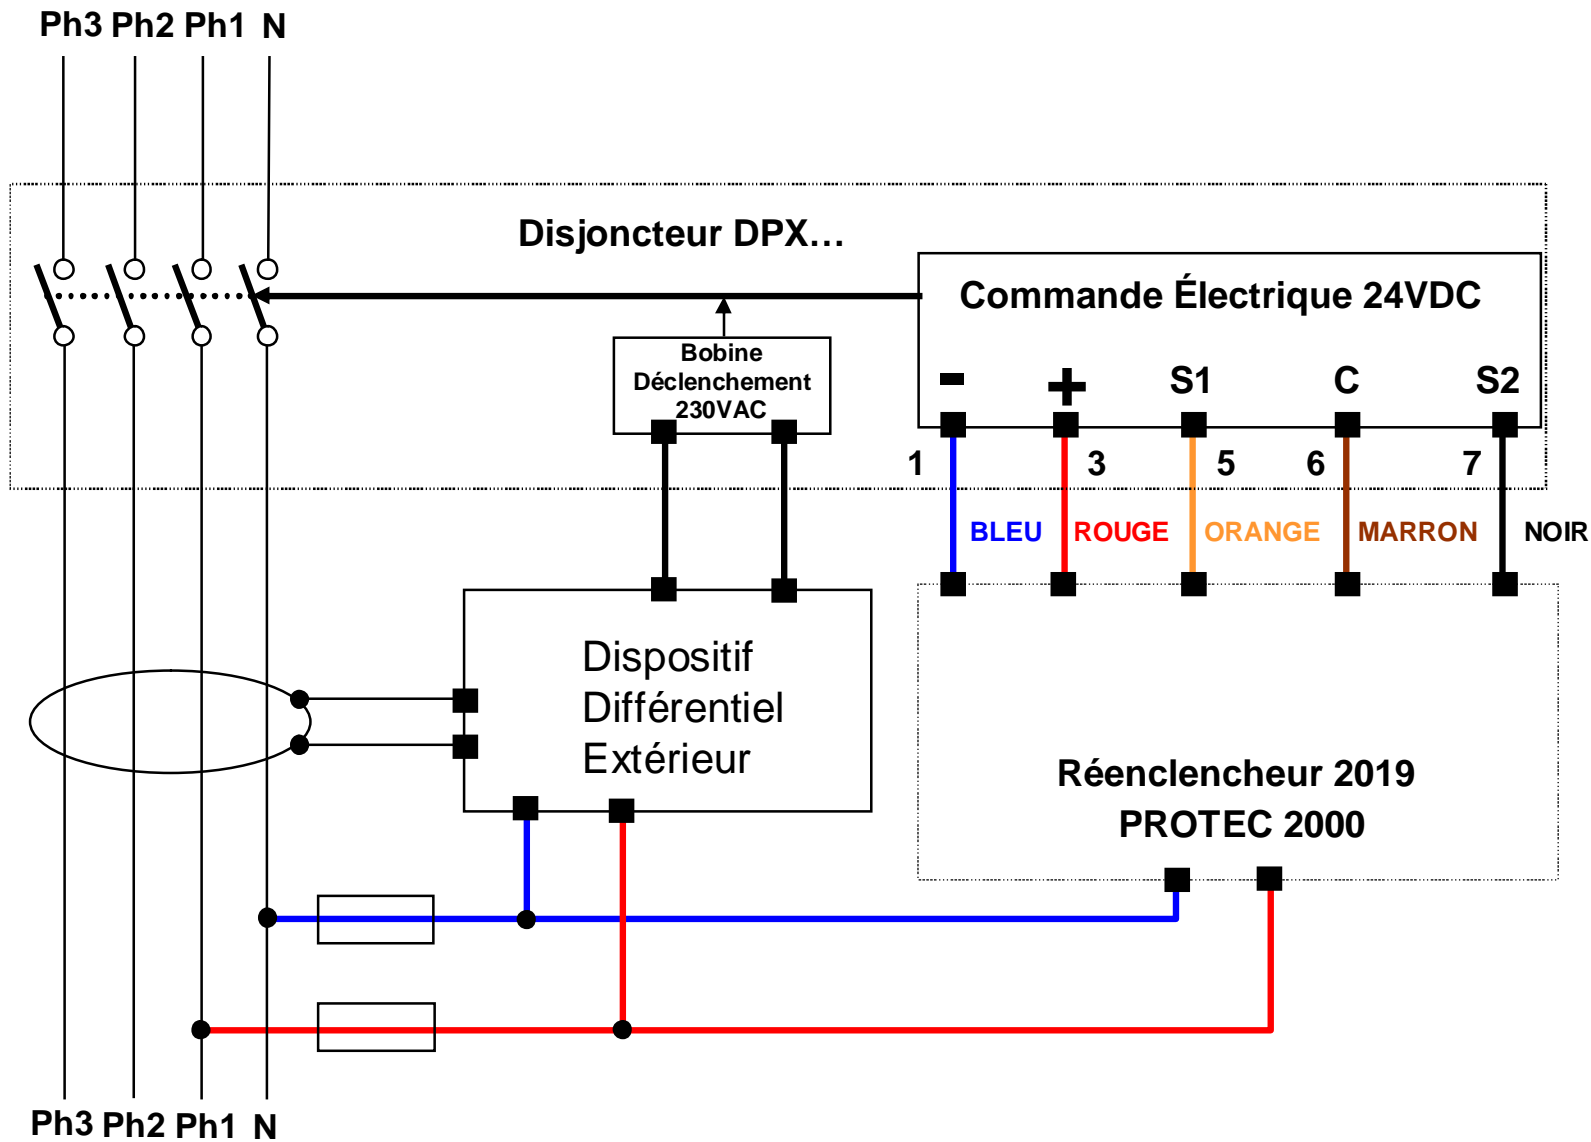 Ph3 Ph2 Ph1 N
Disjoncteur DPX...
Commande Électrique 24VDC
Bobine
Déclenchement
230VAC
- + S1 C S2
1 3 5 6 7
BLEU ROUGE ORANGE MARRON NOIR
Dispositif
Différentiel
Extérieur
Réenclencheur 2019
PROTEC 2000
Ph3 Ph2 Ph1 N